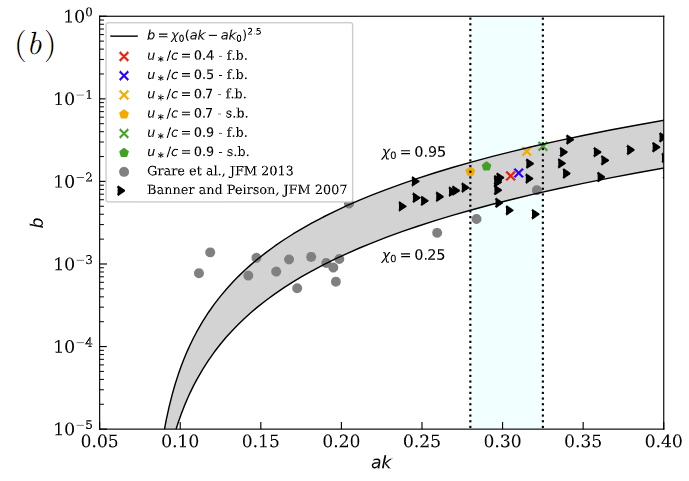 (b)
10⁰
10⁻¹
10⁻²
10⁻³
10⁻⁴
10⁻⁵
b
b = χ₀(ak − ak₀)²·⁵
u∗/c = 0.4 - f.b.
u∗/c = 0.5 - f.b.
u∗/c = 0.7 - f.b.
u∗/c = 0.7 - s.b.
u∗/c = 0.9 - f.b.
u∗/c = 0.9 - s.b.
Grare et al., JFM 2013
Banner and Peirson, JFM 2007
χ₀ = 0.95
χ₀ = 0.25
0.05 0.10 0.15 0.20 0.25 0.30 0.35 0.40
ak